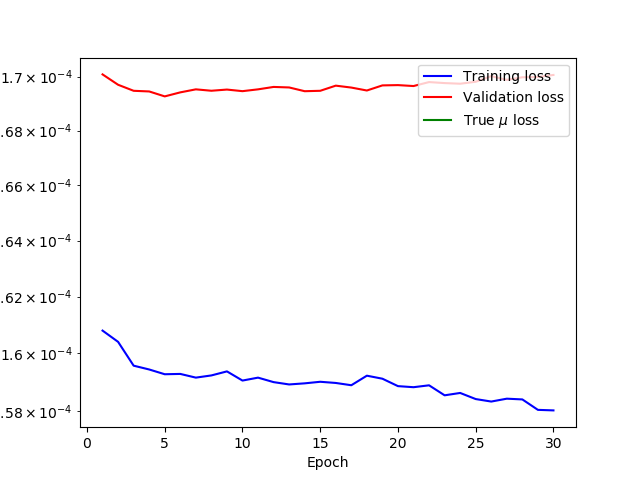 1.7 × 10⁻⁴
.68 × 10⁻⁴
.66 × 10⁻⁴
.64 × 10⁻⁴
.62 × 10⁻⁴
1.6 × 10⁻⁴
.58 × 10⁻⁴
Training loss
Validation loss
True μ loss
0 5 10 15 20 25 30
Epoch